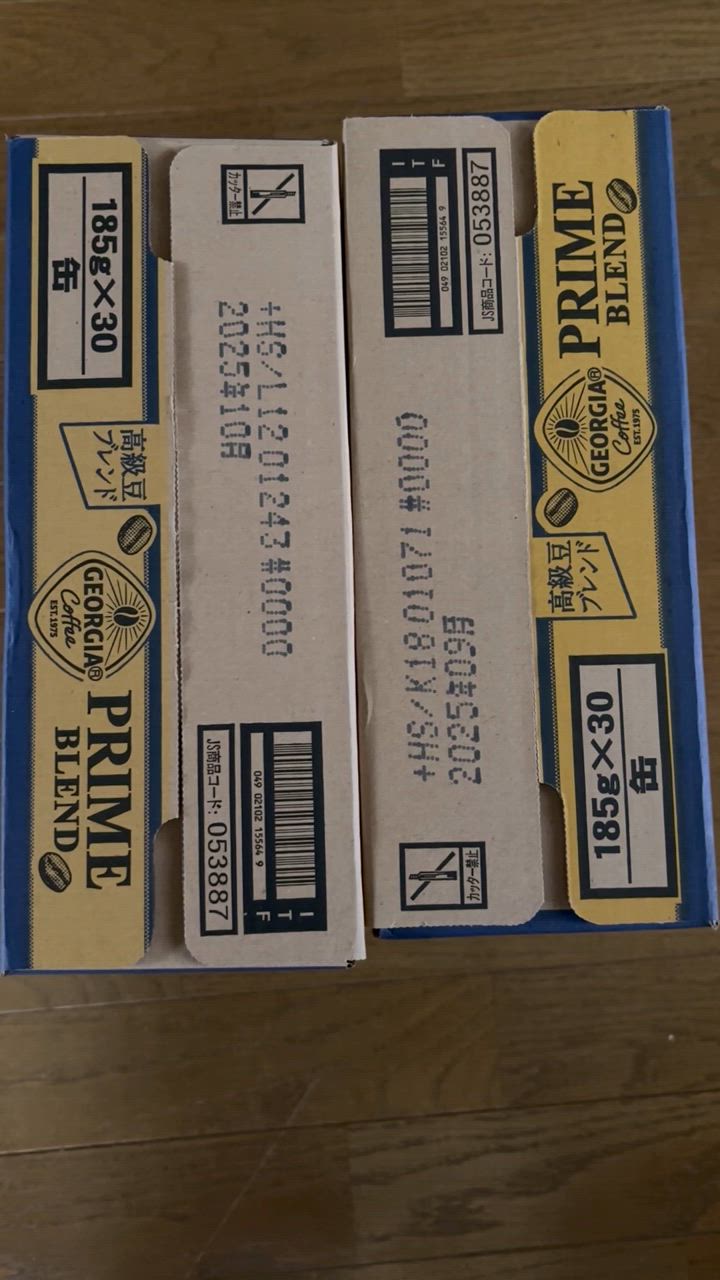 185g×30
缶
高級豆
ブレンド
GEORGIA®
Coffee
EST.1975
PRIME
BLEND
カッター禁止
+HS/L1201243#0000
2025年10月
JS商品コード: 053887
049 02102 15564 9
ITF
ITF
049 02102 15564 9
JS商品コード: 053887
+HS/K1801071#0000
2025年09月
カッター禁止
PRIME
BLEND
GEORGIA®
Coffee
EST.1975
高級豆
ブレンド
185g×30
缶